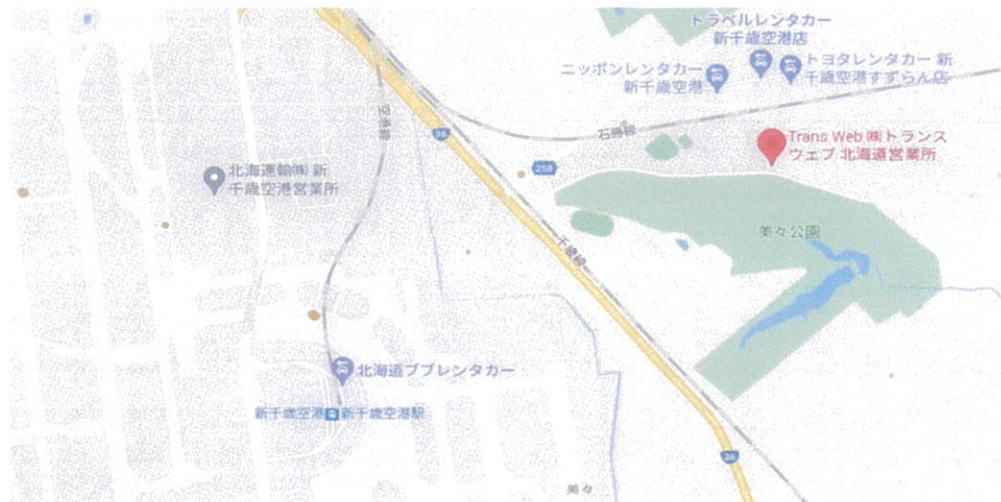 トラベルレンタカー
新千歳空港店
ニッポンレンタカー
新千歳空港
トヨタレンタカー 新
千歳空港すずらん店
空港線
36
石勝線
Trans Web ㈱トランス
ウェブ 北海道営業所
258
北海運輸㈱ 新
千歳空港営業所
美々公園
千歳線
北海道ブブレンタカー
新千歳空港
新千歳空港駅
36
美々